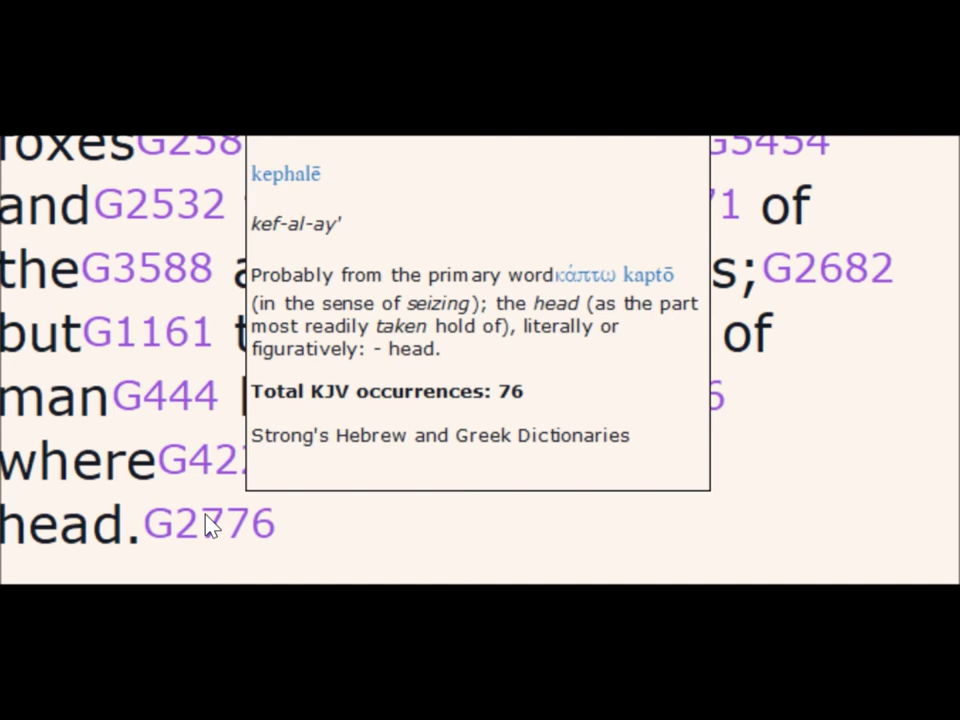 foxesG258 G5454
andG2532 71 of
theG3588 a s;G2682
butG1161 t of
manG444 6
whereG422
head.G2776
kephalē
kef-al-ay'
Probably from the primary wordκάπτω kaptō
(in the sense of seizing); the head (as the part
most readily taken hold of), literally or
figuratively: - head.
Total KJV occurrences: 76
Strong's Hebrew and Greek Dictionaries